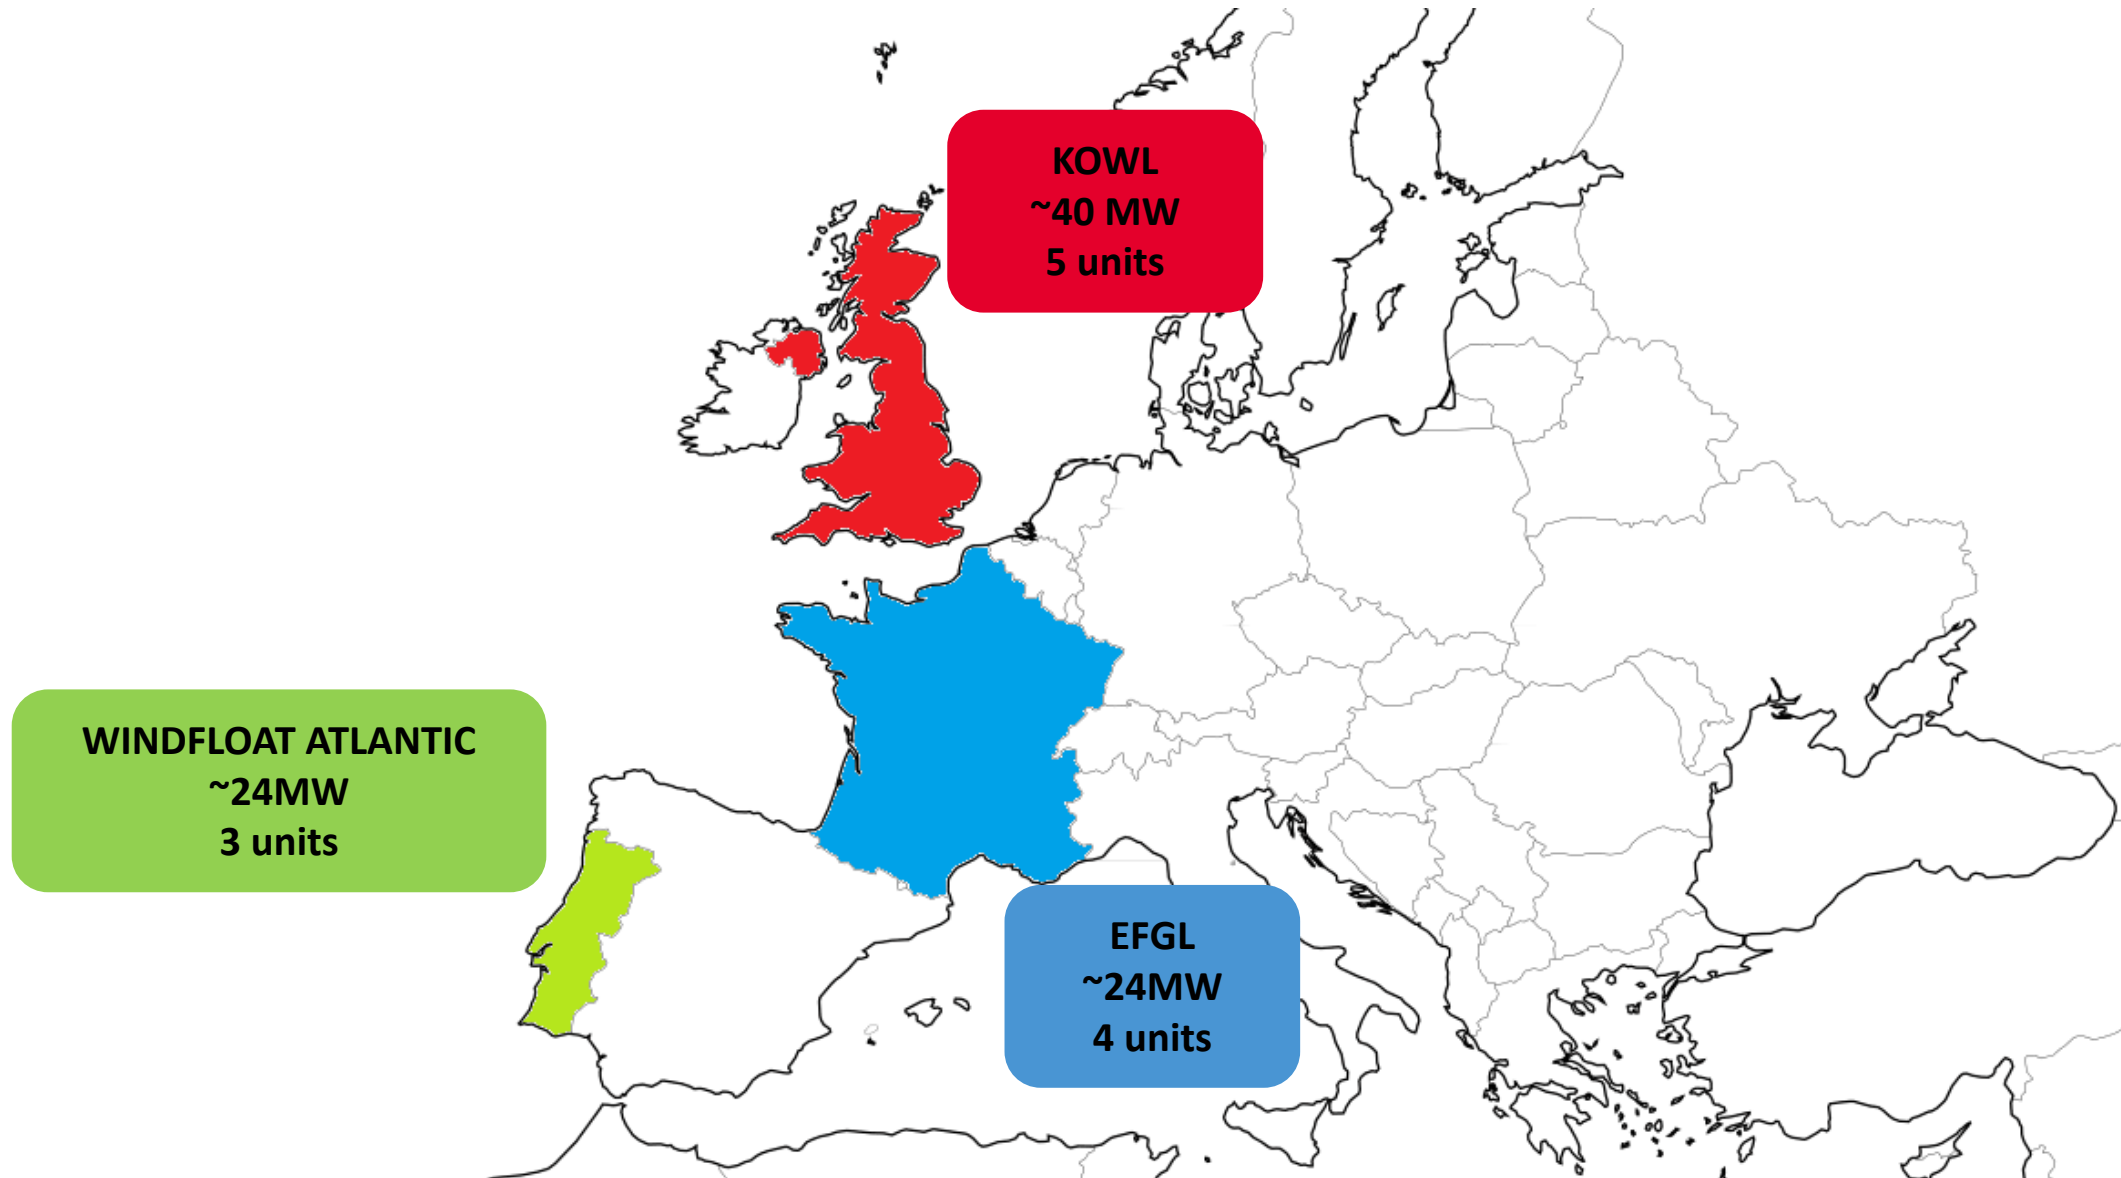 KOWL
~40 MW
5 units
WINDFLOAT ATLANTIC
~24MW
3 units
EFGL
~24MW
4 units